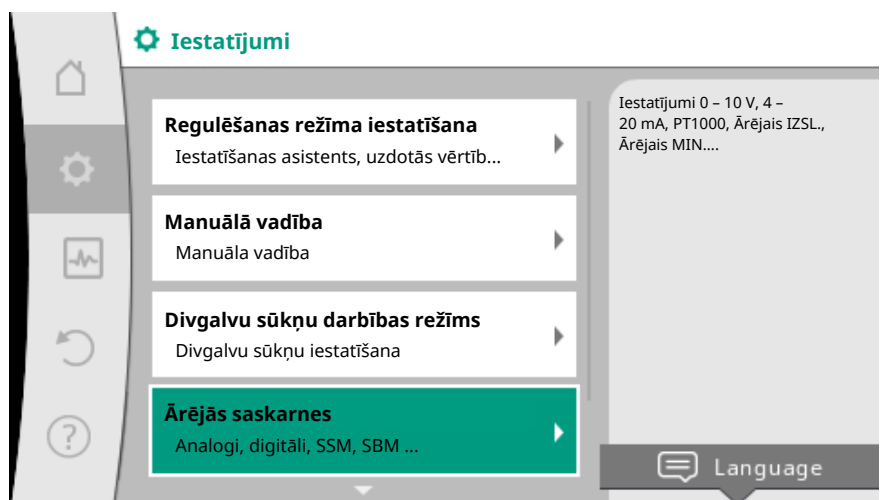 Iestatījumi
Regulēšanas režīma iestatīšana
Iestatīšanas asistents, uzdotās vērtīb...
Manuālā vadība
Manuāla vadība
Divgalvu sūkņu darbības režīms
Divgalvu sūkņu iestatīšana
Ārējās saskarnes
Analogi, digitāli, SSM, SBM ...
Iestatījumi 0 – 10 V, 4 –
20 mA, PT1000, Ārējais IZSL.,
Ārējais MIN....
Language